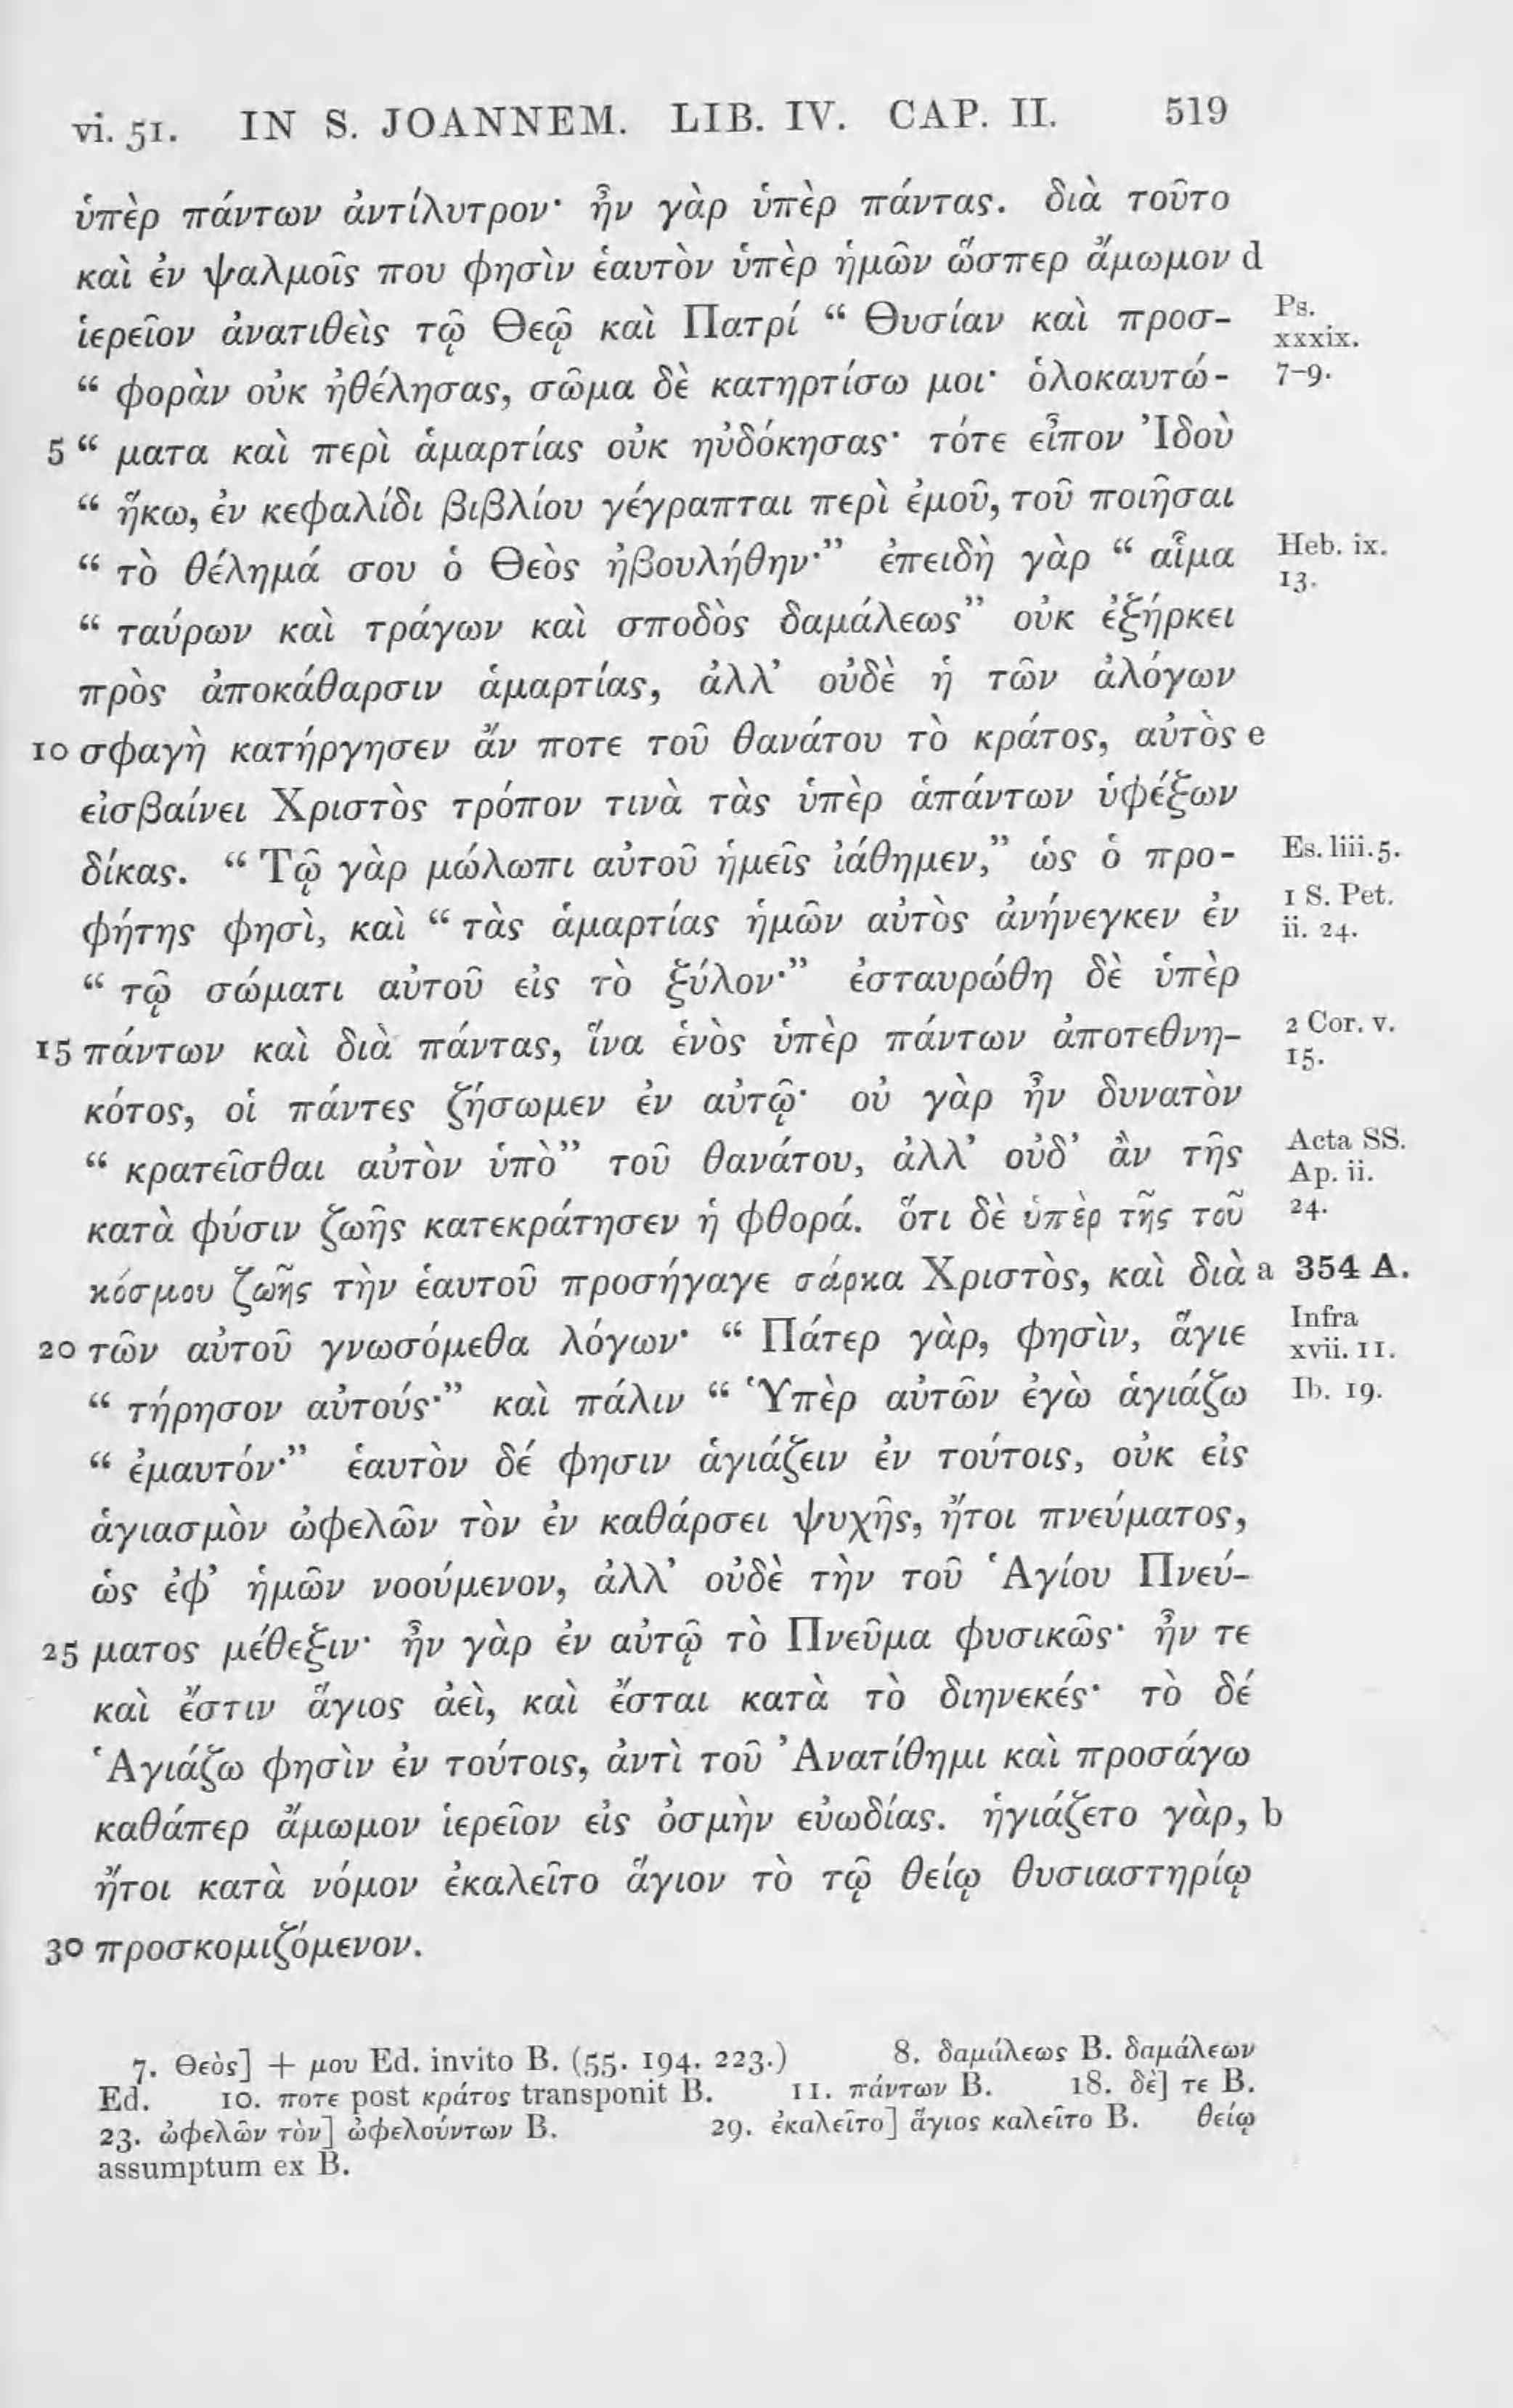 vi. 51. IN S. JOANNEM. LIB. IV. CAP. II. 519
ὑπὲρ πάντων ἀντίλυτρον· ἦν γὰρ ὑπὲρ πάντας. διὰ τοῦτο
καὶ ἐν ψαλμοῖς που φησὶν ἑαυτὸν ὑπὲρ ἡμῶν ὥσπερ ἄμωμον d
ἱερεῖον ἀνατιθεὶς τῷ Θεῷ καὶ Πατρί “ Θυσίαν καὶ προσ- Ps. xxxix.
“ φορὰν οὐκ ἠθέλησας, σῶμα δὲ κατηρτίσω μοι· ὁλοκαυτώ- 7-9.
5 “ ματα καὶ περὶ ἁμαρτίας οὐκ ηὐδόκησας· τότε εἶπον Ἰδοὺ
“ ἥκω, ἐν κεφαλίδι βιβλίου γέγραπται περὶ ἐμοῦ, τοῦ ποιῆσαι
“ τὸ θέλημά σου ὁ Θεὸς ἠβουλήθην·” ἐπειδὴ γὰρ “ αἷμα Heb. ix. 13.
“ ταύρων καὶ τράγων καὶ σποδὸς δαμάλεως” οὐκ ἐξήρκει
πρὸς ἀποκάθαρσιν ἁμαρτίας, ἀλλ’ οὐδὲ ἡ τῶν ἀλόγων
10 σφαγὴ κατήργησεν ἄν ποτε τοῦ θανάτου τὸ κράτος, αὐτὸς e
εἰσβαίνει Χριστὸς τρόπον τινὰ τὰς ὑπὲρ ἁπάντων ὑφέξων
δίκας. “ Τῷ γὰρ μώλωπι αὐτοῦ ἡμεῖς ἰάθημεν,” ὡς ὁ προ- Es. liii. 5.
φήτης φησὶ, καὶ “ τὰς ἁμαρτίας ἡμῶν αὐτὸς ἀνήνεγκεν ἐν 1 S. Pet. ii. 24.
“ τῷ σώματι αὐτοῦ εἰς τὸ ξύλον·” ἐσταυρώθη δὲ ὑπὲρ
15 πάντων καὶ διὰ πάντας, ἵνα ἑνὸς ὑπὲρ πάντων ἀποτεθνη- 2 Cor. v. 15.
κότος, οἱ πάντες ζήσωμεν ἐν αὐτῷ· οὐ γὰρ ἦν δυνατὸν
“ κρατεῖσθαι αὐτὸν ὑπὸ” τοῦ θανάτου, ἀλλ’ οὐδ’ ἂν τῆς Acta SS. Ap. ii.
κατὰ φύσιν ζωῆς κατεκράτησεν ἡ φθορά. ὅτι δὲ ὑπὲρ τῆς τοῦ 24.
κόσμου ζωῆς τὴν ἑαυτοῦ προσήγαγε σάρκα Χριστὸς, καὶ διὰ a 354 A.
20 τῶν αὐτοῦ γνωσόμεθα λόγων· “ Πάτερ γὰρ, φησὶν, ἅγιε Infra xvii. 11.
“ τήρησον αὐτούς·” καὶ πάλιν “ Ὑπὲρ αὐτῶν ἐγὼ ἁγιάζω Ib. 19.
“ ἐμαυτόν·” ἑαυτὸν δέ φησιν ἁγιάζειν ἐν τούτοις, οὐκ εἰς
ἁγιασμὸν ὠφελῶν τὸν ἐν καθάρσει ψυχῆς, ἤτοι πνεύματος,
ὡς ἐφ’ ἡμῶν νοούμενον, ἀλλ’ οὐδὲ τὴν τοῦ Ἁγίου Πνεύ-
25 ματος μέθεξιν· ἦν γὰρ ἐν αὐτῷ τὸ Πνεῦμα φυσικῶς· ἦν τε
καὶ ἔστιν ἅγιος ἀεὶ, καὶ ἔσται κατὰ τὸ διηνεκές· τὸ δέ
Ἁγιάζω φησὶν ἐν τούτοις, ἀντὶ τοῦ Ἀνατίθημι καὶ προσάγω
καθάπερ ἄμωμον ἱερεῖον εἰς ὀσμὴν εὐωδίας. ἡγιάζετο γὰρ, b
ἤτοι κατὰ νόμον ἐκαλεῖτο ἅγιον τὸ τῷ θείῳ θυσιαστηρίῳ
30 προσκομιζόμενον.
7. Θεὸς] + μου Ed. invito B. (55. 194. 223.) 8. δαμάλεως B. δαμάλεων
Ed. 10. ποτε post κράτος transponit B. 11. πάντων B. 18. δὲ] τε B.
23. ὠφελῶν τὸν] ὠφελούντων B. 29. ἐκαλεῖτο] ἅγιος καλεῖτο B. θείῳ
assumptum ex B.